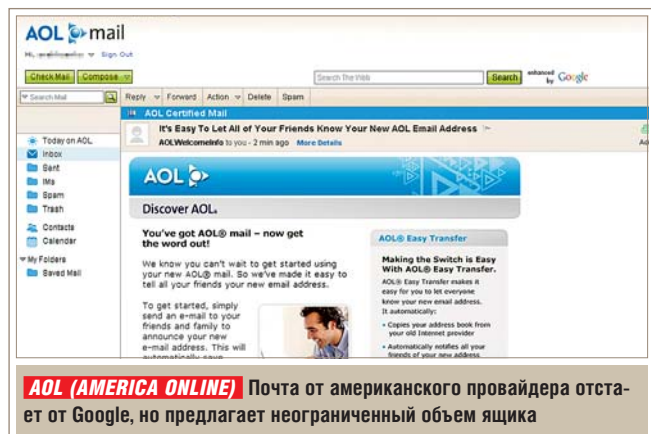 AOL mail
Hi, Sign Out
Check Mail Compose
Search the Web Search enhanced by Google
Search Mail Reply Forward Action Delete Spam
AOL Certified Mail
It's Easy To Let All of Your Friends Know Your New AOL Email Address
AOLWelcomeInfo to you - 2 min ago More Details
Today on AOL
Inbox
Sent
IMs
Spam
Trash
Contacts
Calendar
My Folders
Saved Mail
AOL
Discover AOL.
You've got AOL® mail – now get
the word out!
We know you can't wait to get started using
your new AOL® mail. So we've made it easy to
tell all your friends your new email address.
To get started, simply
send an e-mail to your
friends and family to
announce your new
e-mail address. This will
automatically save
AOL® Easy Transfer
Making the Switch is Easy
With AOL® Easy Transfer.
AOL® Easy Transfer makes it
easy for you to let everyone
know your new email address.
It automatically:
• Copies your address book from
your old Internet provider
• Automatically notifies all your
friends of your new address
AOL (AMERICA ONLINE) Почта от американского провайдера отста-
ет от Google, но предлагает неограниченный объем ящика